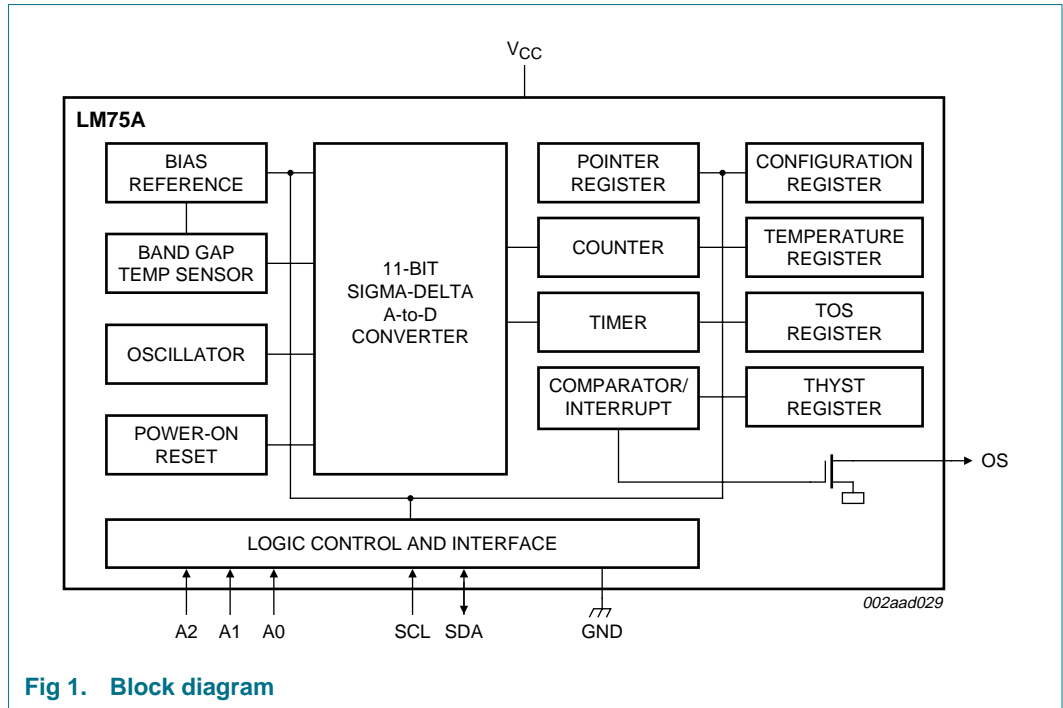 VCC
LM75A
BIAS
REFERENCE
BAND GAP
TEMP SENSOR
OSCILLATOR
POWER-ON
RESET
11-BIT
SIGMA-DELTA
A-to-D
CONVERTER
POINTER
REGISTER
CONFIGURATION
REGISTER
COUNTER
TEMPERATURE
REGISTER
TIMER
TOS
REGISTER
COMPARATOR/
INTERRUPT
THYST
REGISTER
OS
LOGIC CONTROL AND INTERFACE
002aad029
A2 A1 A0 SCL SDA GND
Fig 1. Block diagram